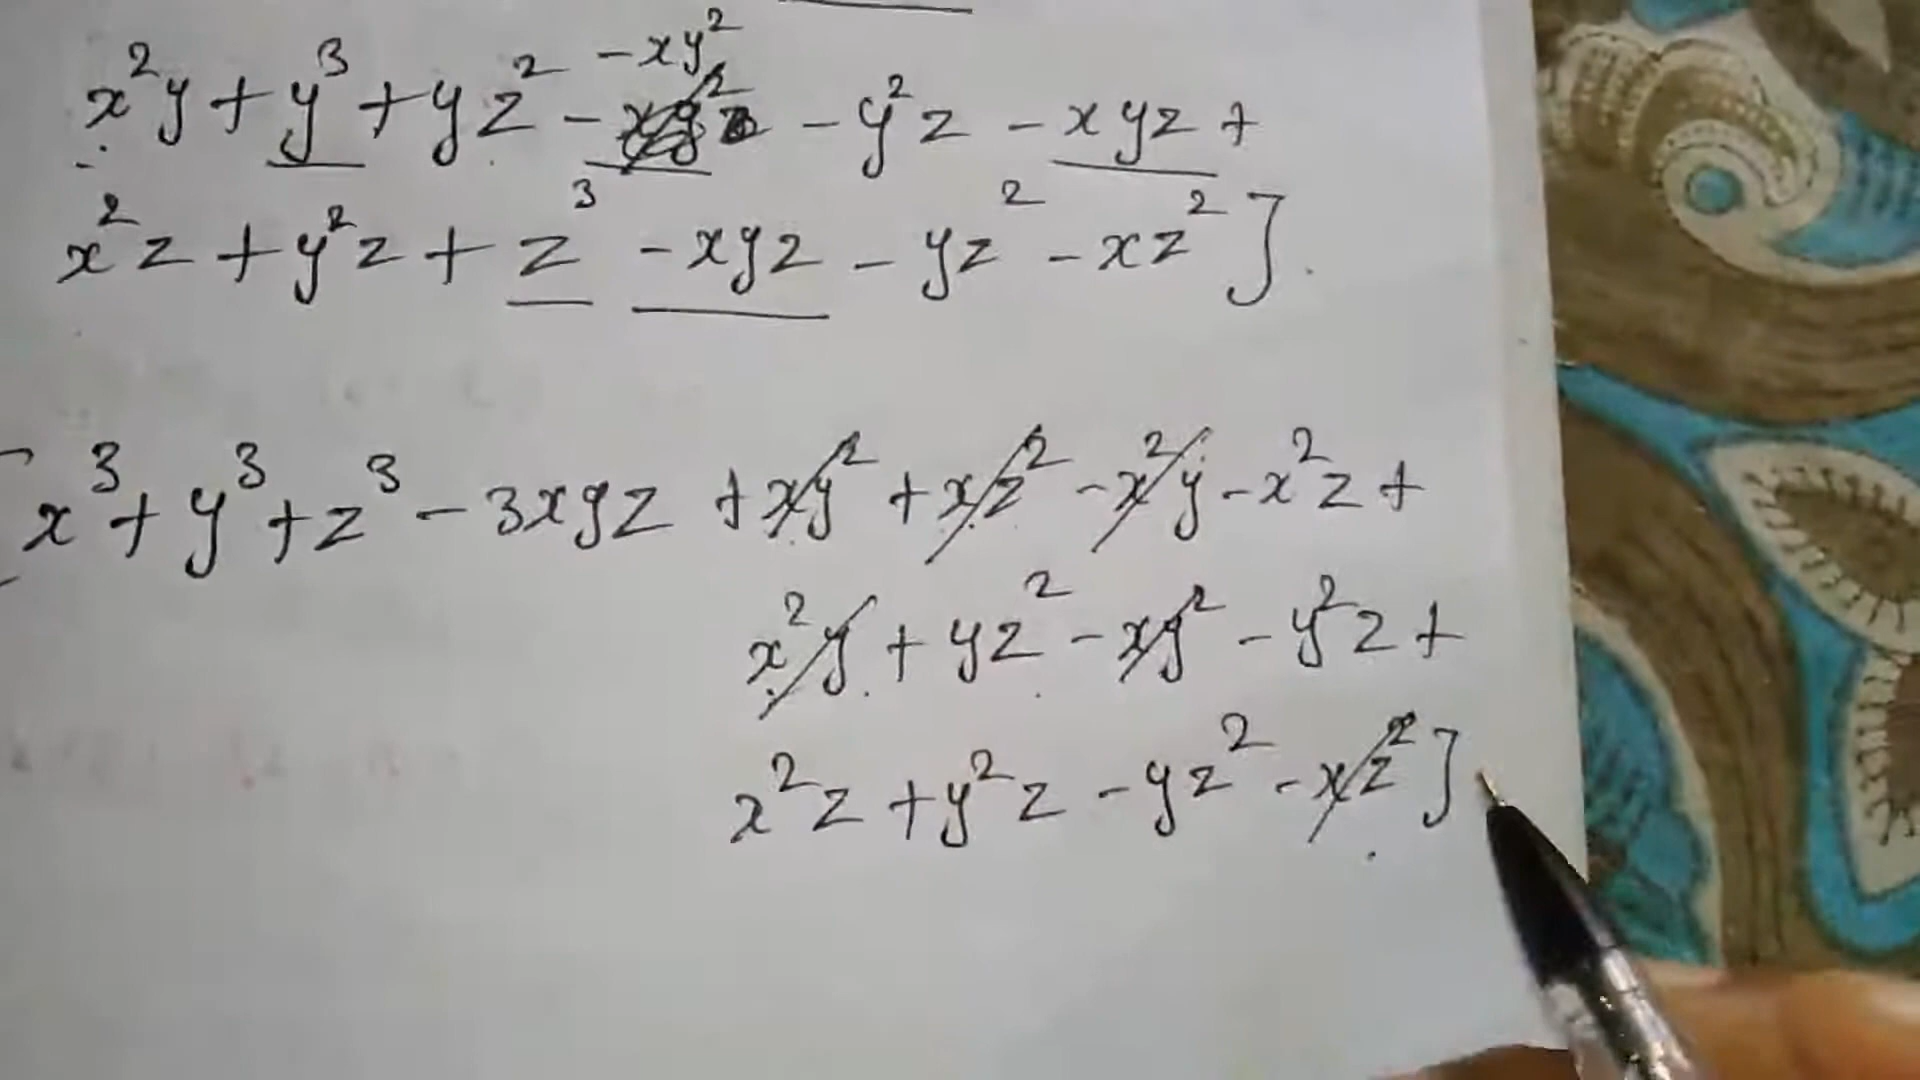 - xy²
x²y + y³ + yz² - - y²z - xyz +
x²z + y²z + z³ - xyz - yz² - xz² ]
[ x³ + y³ + z³ - 3xyz + xy² + xz² - x²y - x²z +
x²y + yz² - xy² - y²z +
x²z + y²z - yz² - xz² ]